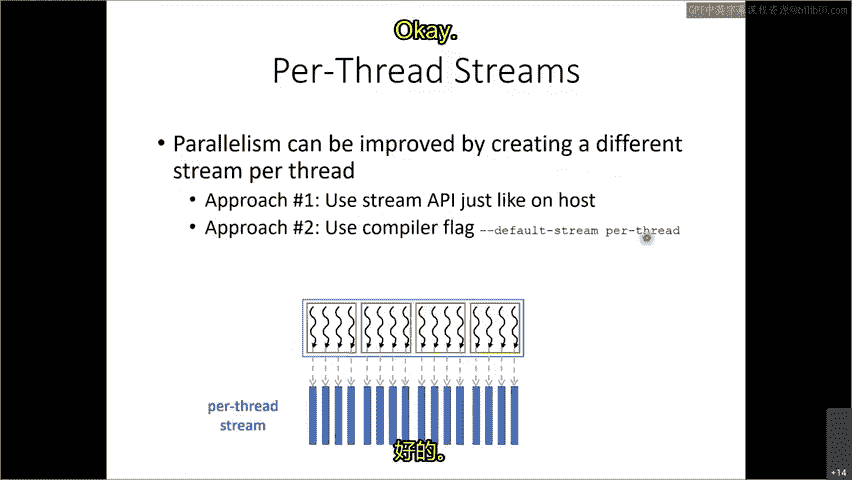 Okay.
Per-Thread Streams
• Parallelism can be improved by creating a different
stream per thread
• Approach #1: Use stream API just like on host
• Approach #2: Use compiler flag --default-stream per-thread
per-thread
stream
好的。
+14